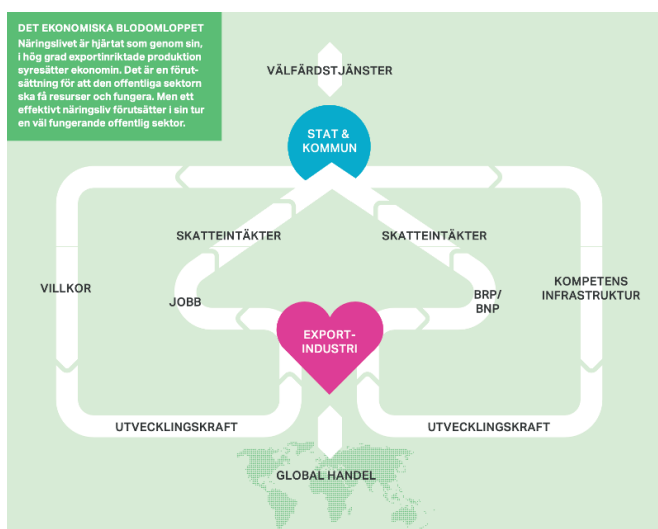 DET EKONOMISKA BLODOMLOPPET
Näringslivet är hjärtat som genom sin,
i hög grad exportinriktade produktion
syresätter ekonomin. Det är en förut-
sättning för att den offentliga sektorn
ska få resurser och fungera. Men ett
effektivt näringsliv förutsätter i sin tur
en väl fungerande offentlig sektor.
VÄLFÄRDSTJÄNSTER
STAT &
KOMMUN
SKATTEINTÄKTER
SKATTEINTÄKTER
VILLKOR
JOBB
BRP/
BNP
KOMPETENS
INFRASTRUKTUR
EXPORT-
INDUSTRI
UTVECKLINGSKRAFT
UTVECKLINGSKRAFT
GLOBAL HANDEL